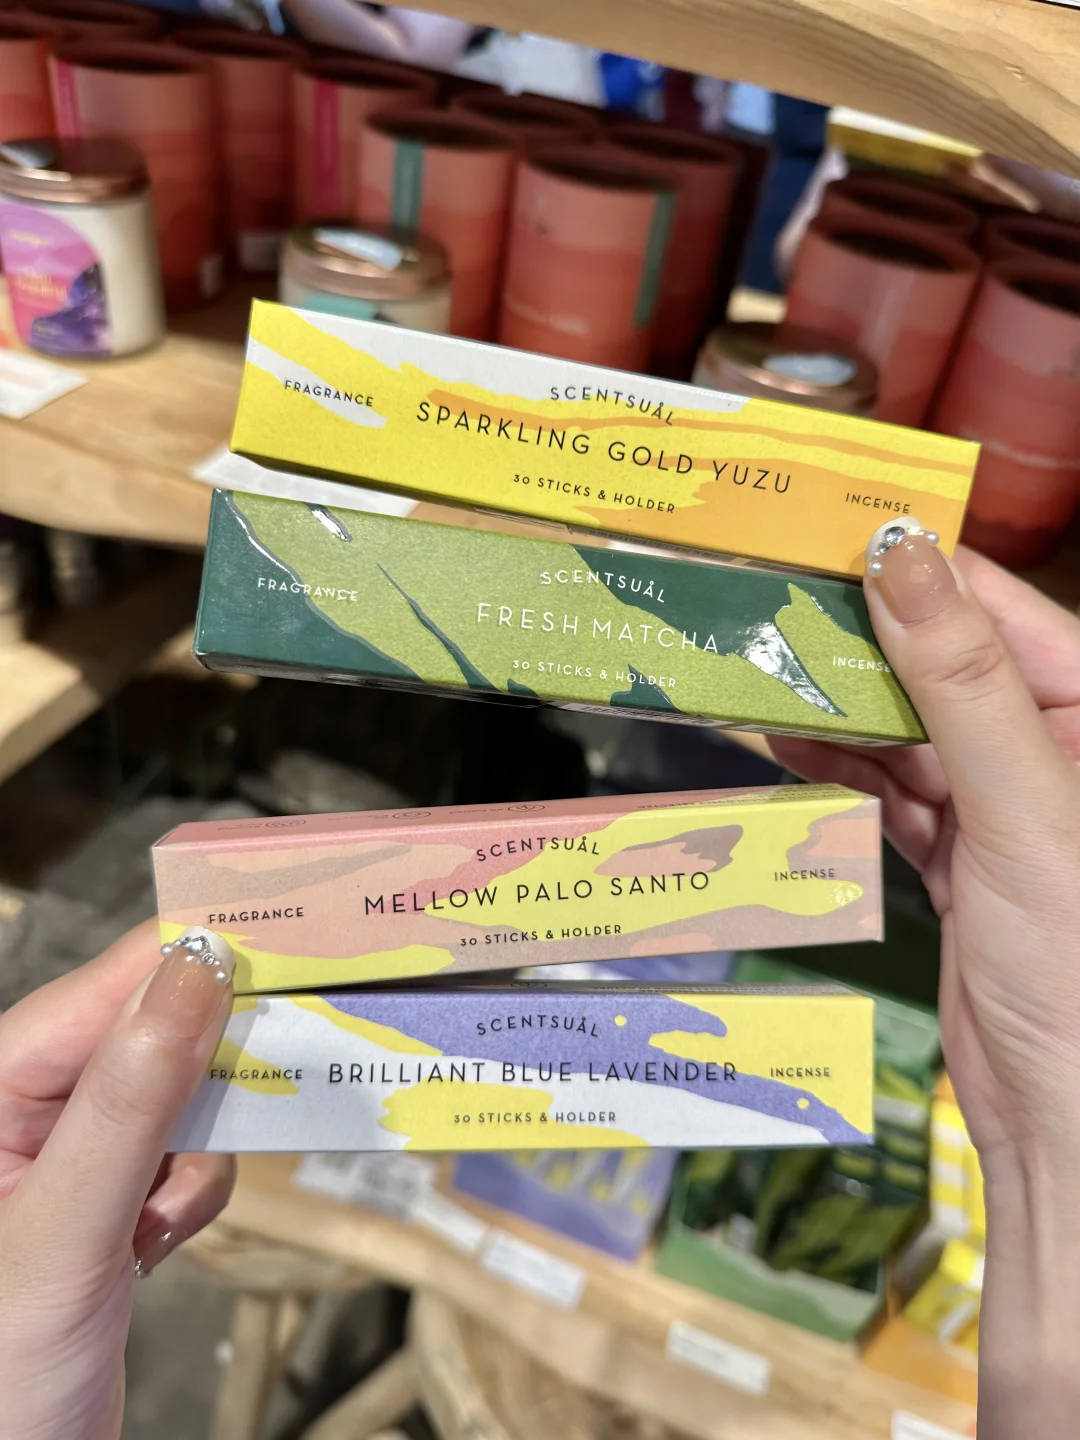 SCENTSUÅL
FRAGRANCE
SPARKLING GOLD YUZU
INCENSE
30 STICKS & HOLDER
SCENTSUÅL
FRAGRANCE
FRESH MATCHA
INCENSE
30 STICKS & HOLDER
SCENTSUÅL
MELLOW PALO SANTO
FRAGRANCE
INCENSE
30 STICKS & HOLDER
SCENTSUÅL
FRAGRANCE
BRILLIANT BLUE LAVENDER
INCENSE
30 STICKS & HOLDER